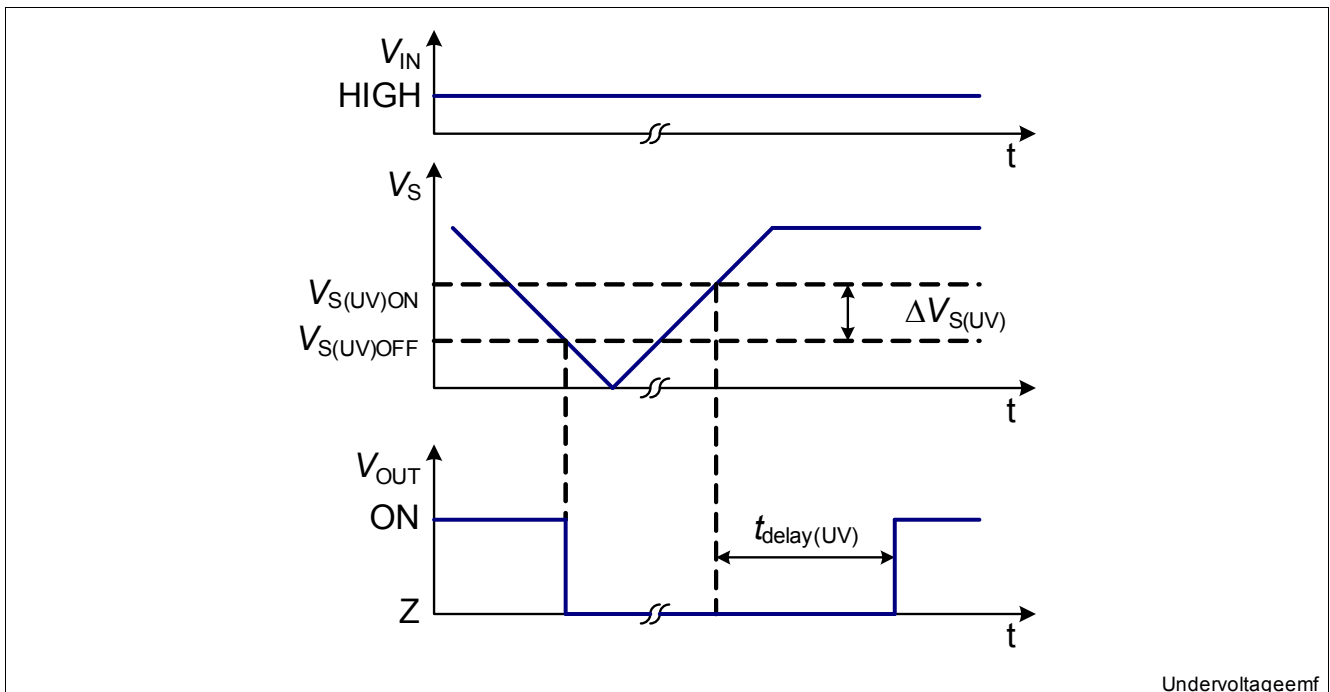 VIN
HIGH
t
VS
VS(UV)ON
ΔVS(UV)
VS(UV)OFF
t
VOUT
ON
tdelay(UV)
Z
t
Undervoltageemf